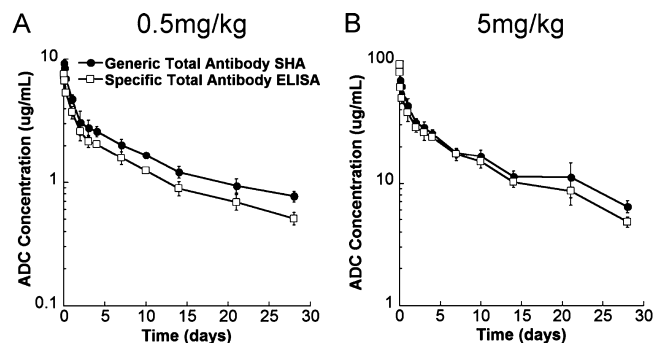 A 0.5mg/kg
B 5mg/kg
10
1
0.1
ADC Concentration (ug/mL)
Generic Total Antibody SHA
Specific Total Antibody ELISA
0 5 10 15 20 25 30
Time (days)
100
10
1
ADC Concentration (ug/mL)
0 5 10 15 20 25 30
Time (days)